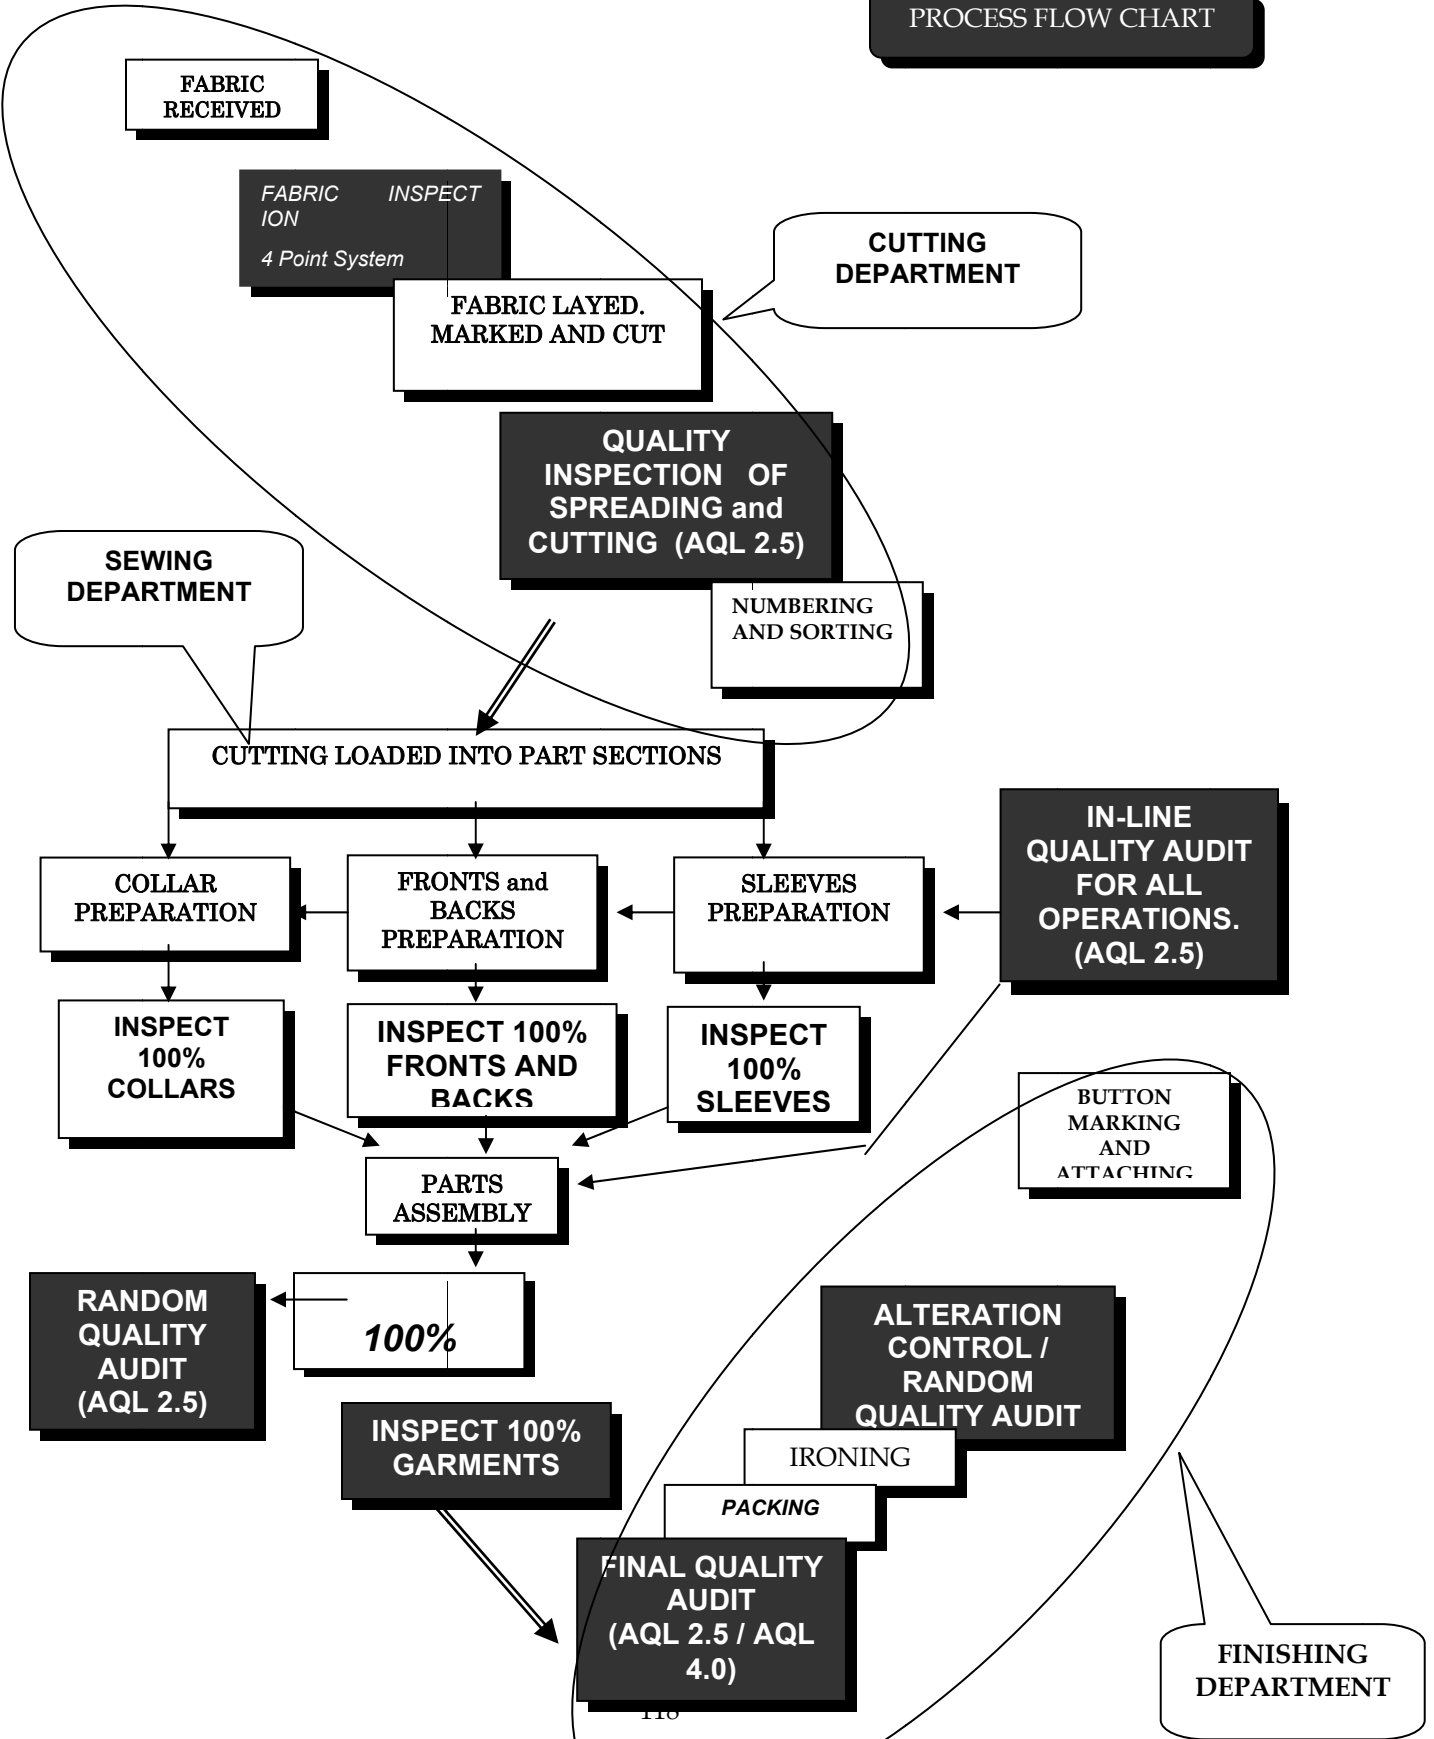 PROCESS FLOW CHART
FABRIC
RECEIVED
FABRIC INSPECT
ION
4 Point System
CUTTING
DEPARTMENT
FABRIC LAYED.
MARKED AND CUT
QUALITY
INSPECTION OF
SPREADING and
CUTTING (AQL 2.5)
SEWING
DEPARTMENT
NUMBERING
AND SORTING
CUTTING LOADED INTO PART SECTIONS
COLLAR
PREPARATION
FRONTS and
BACKS
PREPARATION
SLEEVES
PREPARATION
IN-LINE
QUALITY AUDIT
FOR ALL
OPERATIONS.
(AQL 2.5)
INSPECT
100%
COLLARS
INSPECT 100%
FRONTS AND
BACKS
INSPECT
100%
SLEEVES
BUTTON
MARKING
AND
ATTACHING
PARTS
ASSEMBLY
RANDOM
QUALITY
AUDIT
(AQL 2.5)
100%
ALTERATION
CONTROL /
RANDOM
QUALITY AUDIT
INSPECT 100%
GARMENTS
IRONING
PACKING
FINAL QUALITY
AUDIT
(AQL 2.5 / AQL
4.0)
FINISHING
DEPARTMENT